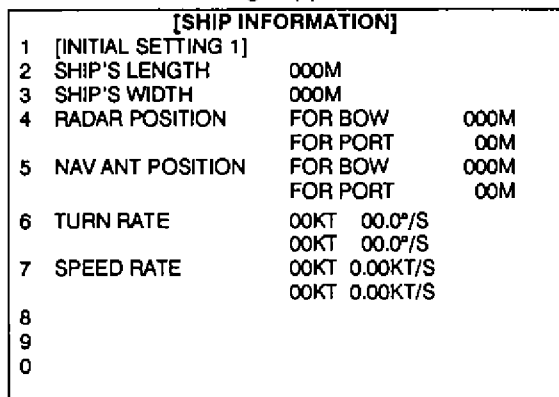 [SHIP INFORMATION]
1 [INITIAL SETTING 1]
2 SHIP'S LENGTH 000M
3 SHIP'S WIDTH 000M
4 RADAR POSITION FOR BOW 000M
FOR PORT 00M
5 NAV ANT POSITION FOR BOW 000M
FOR PORT 00M
6 TURN RATE 00KT 00.0°/S
00KT 00.0°/S
7 SPEED RATE 00KT 0.00KT/S
00KT 0.00KT/S
8
9
0